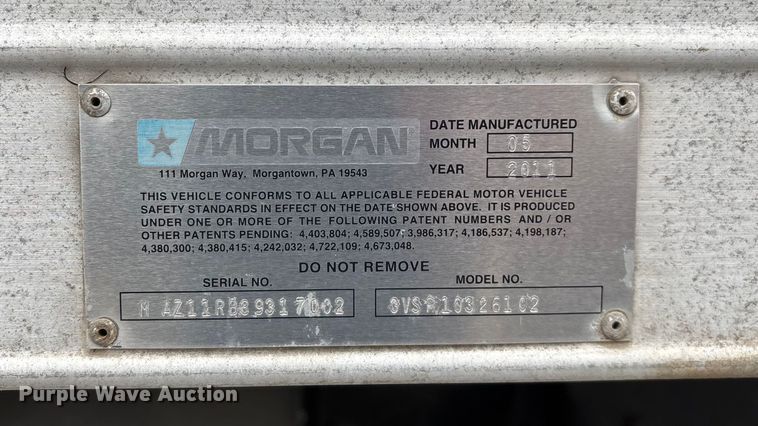 MORGAN
111 Morgan Way, Morgantown, PA 19543
DATE MANUFACTURED
MONTH 05
YEAR 2011
THIS VEHICLE CONFORMS TO ALL APPLICABLE FEDERAL MOTOR VEHICLE
SAFETY STANDARDS IN EFFECT ON THE DATE SHOWN ABOVE. IT IS PRODUCED
UNDER ONE OR MORE OF THE FOLLOWING PATENT NUMBERS AND / OR
OTHER PATENTS PENDING: 4,403,804; 4,589,507; 3,986,317; 4,186,537; 4,198,187;
4,380,300; 4,380,415; 4,242,032; 4,722,109; 4,673,048.
DO NOT REMOVE
SERIAL NO. MODEL NO.
M
Purple Wave Auction